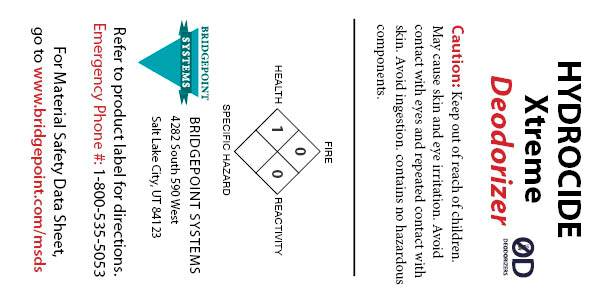 HYDROCIDE
Xtreme
Deodorizer
OD
DEODORIZERS
Caution: Keep out of reach of children.
May cause skin and eye irritation. Avoid
contact with eyes and repeated contact with
skin. Avoid ingestion. contains no hazardous
components.
FIRE
0
HEALTH
1
0
REACTIVITY
SPECIFIC HAZARD
BRIDGEPOINT
SYSTEMS
BRIDGEPOINT SYSTEMS
4282 South 590 West
Salt Lake City, UT 84123
Refer to product label for directions.
Emergency Phone #: 1-800-535-5053
For Material Safety Data Sheet,
go to www.bridgepoint.com/msds